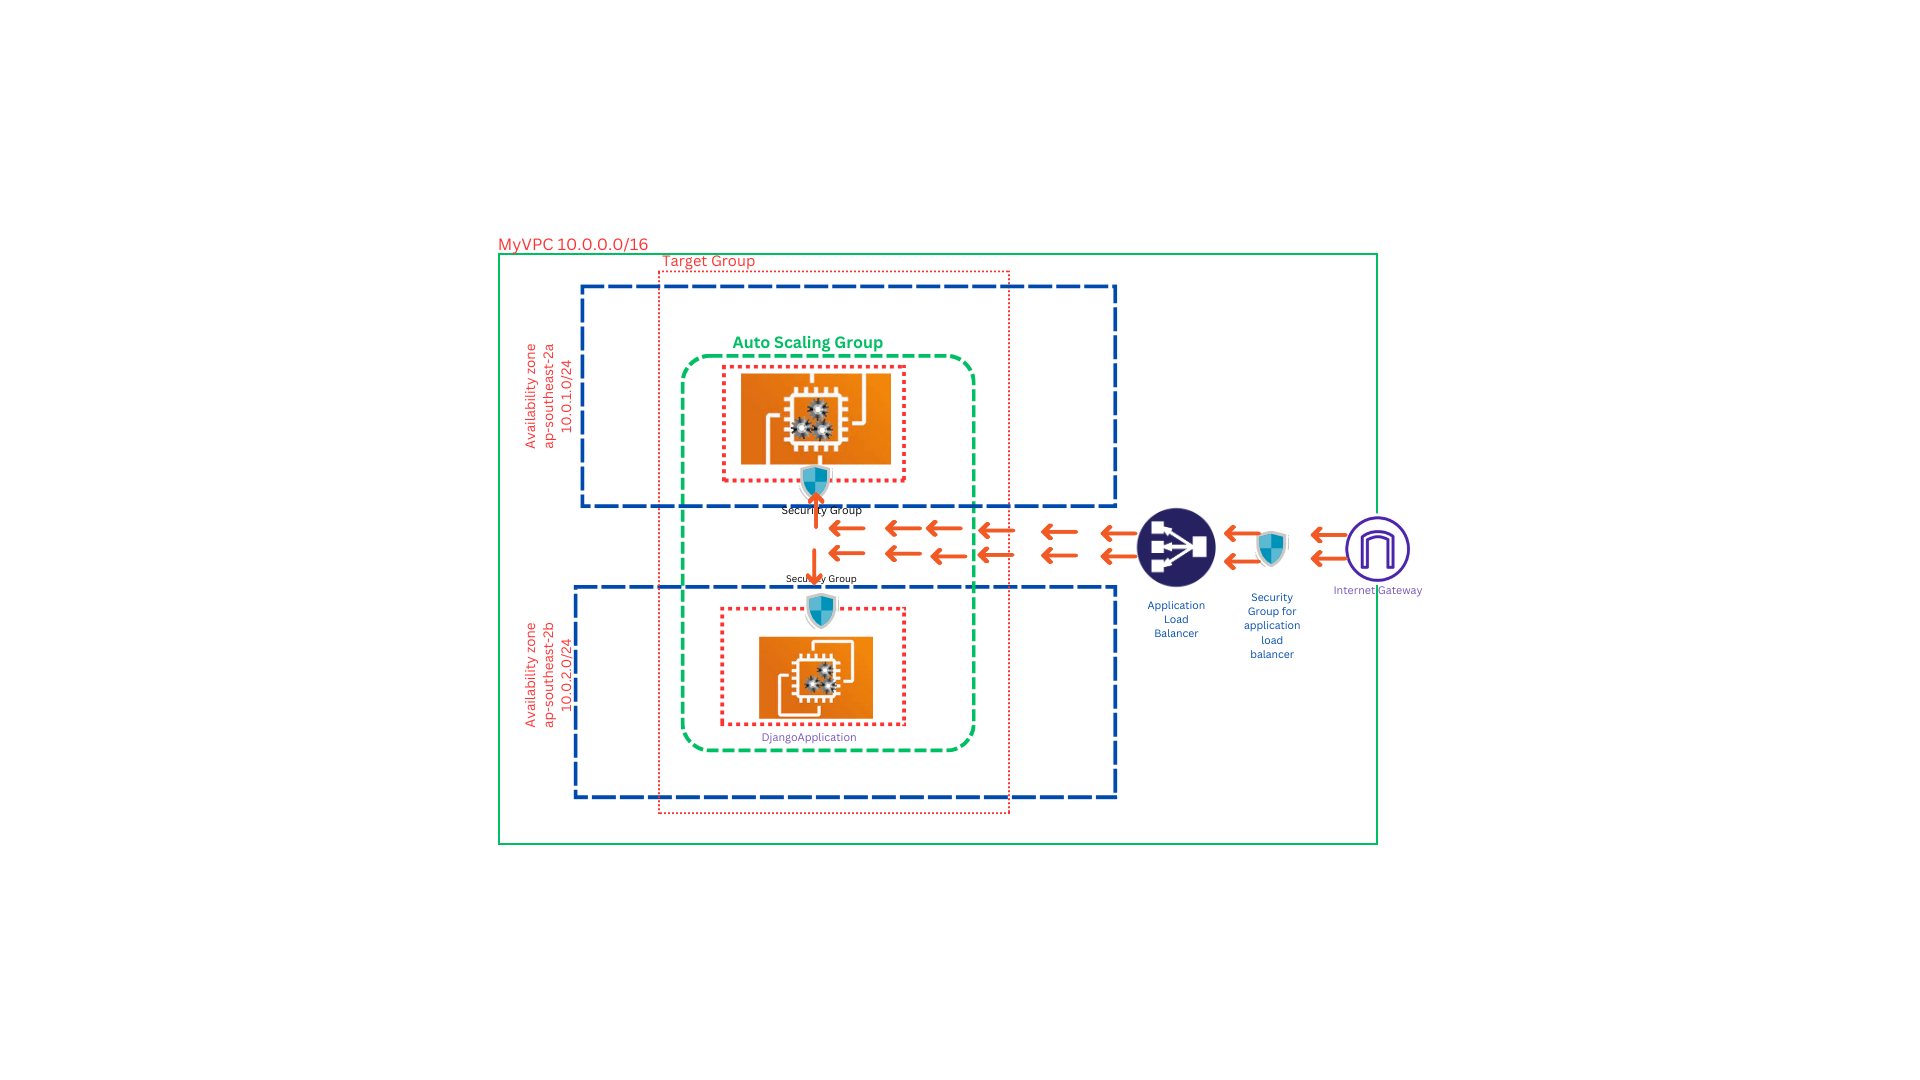 MyVPC 10.0.0.0/16
Target Group
Auto Scaling Group
Availability zone
ap-southeast-2a
10.0.1.0/24
Security Group
Security Group
Availability zone
ap-southeast-2b
10.0.2.0/24
DjangoApplication
Application
Load
Balancer
Security
Group for
application
load
balancer
Internet Gateway